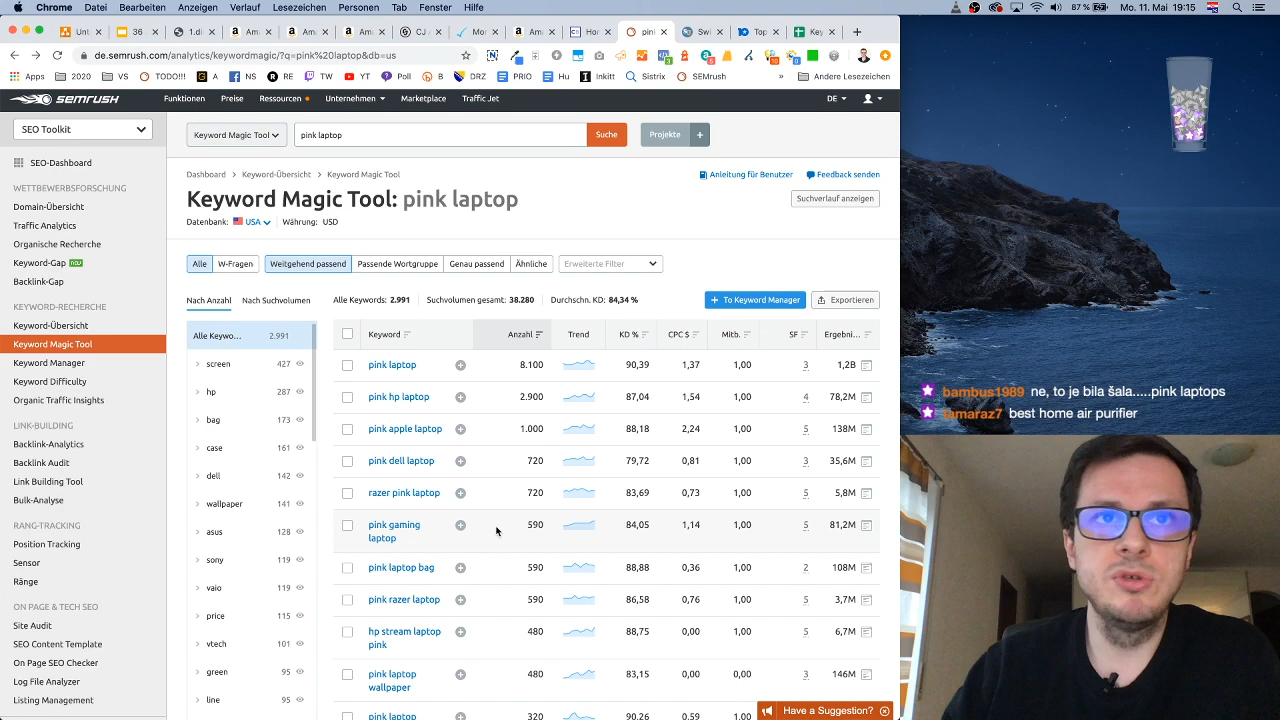 Chrome Datei Bearbeiten Anzeigen Verlauf Lesezeichen Personen Tab Fenster Hilfe 87 % Mo. 11. Mai 19:15
Unt 36 1.d Am Am Am CJ Mo Am Ho pin Swi Top Key
semrush.com/analytics/keywordmagic/?q=pink%20laptop&db=us
Apps 2020 VS TODO!!! A NS RE TW Poll B DRZ PRIO Hu Inkitt Sistrix SEMrush » Andere Lesezeichen
SEMRUSH Funktionen Preise Ressourcen Unternehmen Marketplace Traffic Jet DE
SEO Toolkit
Keyword Magic Tool pink laptop Suche Projekte +
SEO-Dashboard
WETTBEWERBSFORSCHUNG
Domain-Übersicht
Traffic Analytics
Organische Recherche
Keyword-Gap
Backlink-Gap
KEYWORD-RECHERCHE
Keyword-Übersicht
Keyword Magic Tool
Keyword Manager
Keyword Difficulty
Organic Traffic Insights
LINK-BUILDING
Backlink-Analytics
Backlink Audit
Link Building Tool
Bulk-Analyse
RANG-TRACKING
Position Tracking
Sensor
Ränge
ON PAGE & TECH SEO
Site Audit
SEO Content Template
On Page SEO Checker
Log File Analyzer
Listing Management
Dashboard > Keyword-Übersicht > Keyword Magic Tool
Anleitung für Benutzer Feedback senden
Keyword Magic Tool: pink laptop
Suchverlauf anzeigen
Datenbank: USA Währung: USD
Alle W-Fragen Weitgehend passend Passende Wortgruppe Genau passend Ähnliche Erweiterte Filter
Nach Anzahl Nach Suchvolumen
Alle Keywords: 2.991 Suchvolumen gesamt: 38.280 Durchschn. KD: 84,34 %
+ To Keyword Manager Exportieren
Alle Keywo... 2.991
screen 427
hp 287
bag 173
case 161
dell 142
wallpaper 141
asus 128
sony 119
vaio 119
price 115
vtech 101
green 95
line 95
Keyword Anzahl Trend KD % CPC $ Mitb. SF Ergebni...
pink laptop 8.100 90,39 1,37 1,00 3 1,2B
pink hp laptop 2.900 87,04 1,54 1,00 4 78,2M
pink apple laptop 1.000 88,18 2,24 1,00 5 138M
pink dell laptop 720 79,72 0,81 1,00 3 35,6M
razer pink laptop 720 83,69 0,73 1,00 5 5,8M
pink gaming laptop 590 84,05 1,14 1,00 5 81,2M
pink laptop bag 590 88,88 0,36 1,00 2 108M
pink razer laptop 590 86,58 0,76 1,00 5 3,7M
hp stream laptop pink 480 88,75 0,00 1,00 5 6,7M
pink laptop wallpaper 480 83,15 0,00 0,00 3 146M
pink laptop 320 90,26 0,59 1,00
Have a Suggestion?
bambus1989 ne, to je bila šala.....pink laptops
tamaraz7 best home air purifier